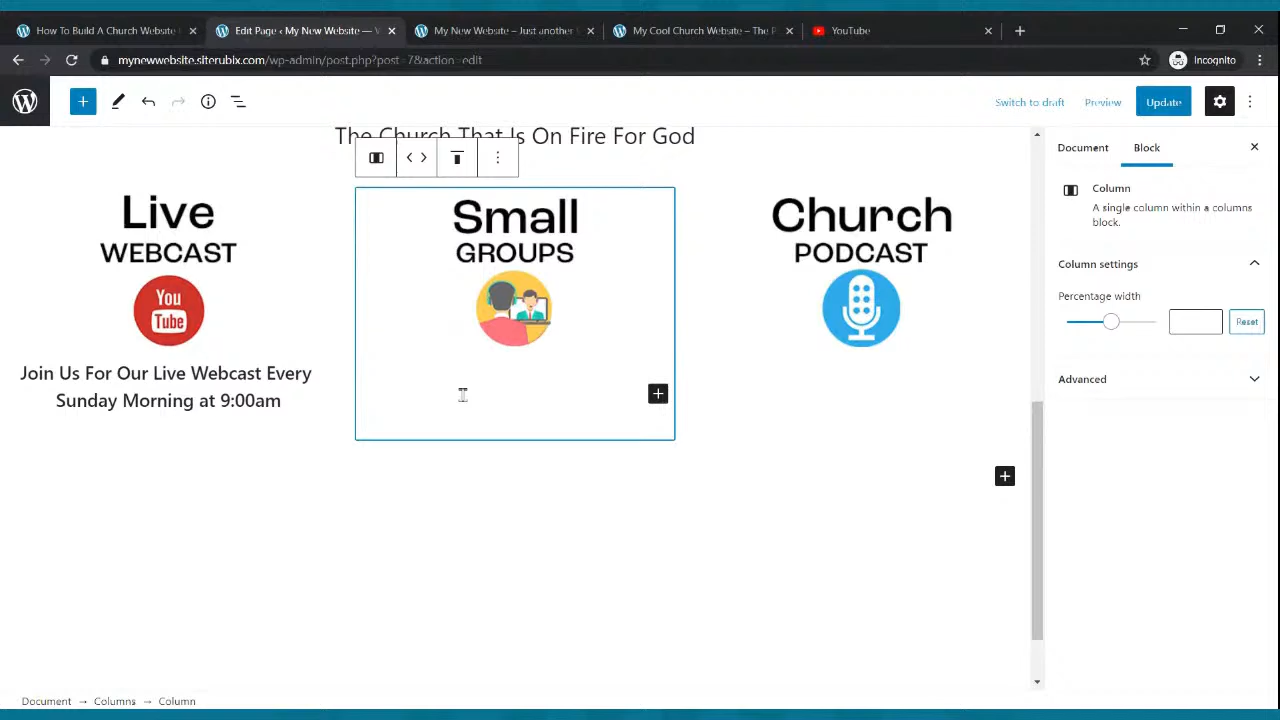 How To Build A Church Website
Edit Page ‹ My New Website — \
My New Website – Just another
My Cool Church Website – The P
YouTube
mynewwebsite.siterubix.com/wp-admin/post.php?post=7&action=edit
Incognito
Switch to draft
Preview
Update
The Church That Is On Fire For God
Document
Block
Column
A single column within a columns
block.
Column settings
Percentage width
Reset
Advanced
Live
WEBCAST
You
Tube
Join Us For Our Live Webcast Every
Sunday Morning at 9:00am
Small
GROUPS
Church
PODCAST
Document → Columns → Column